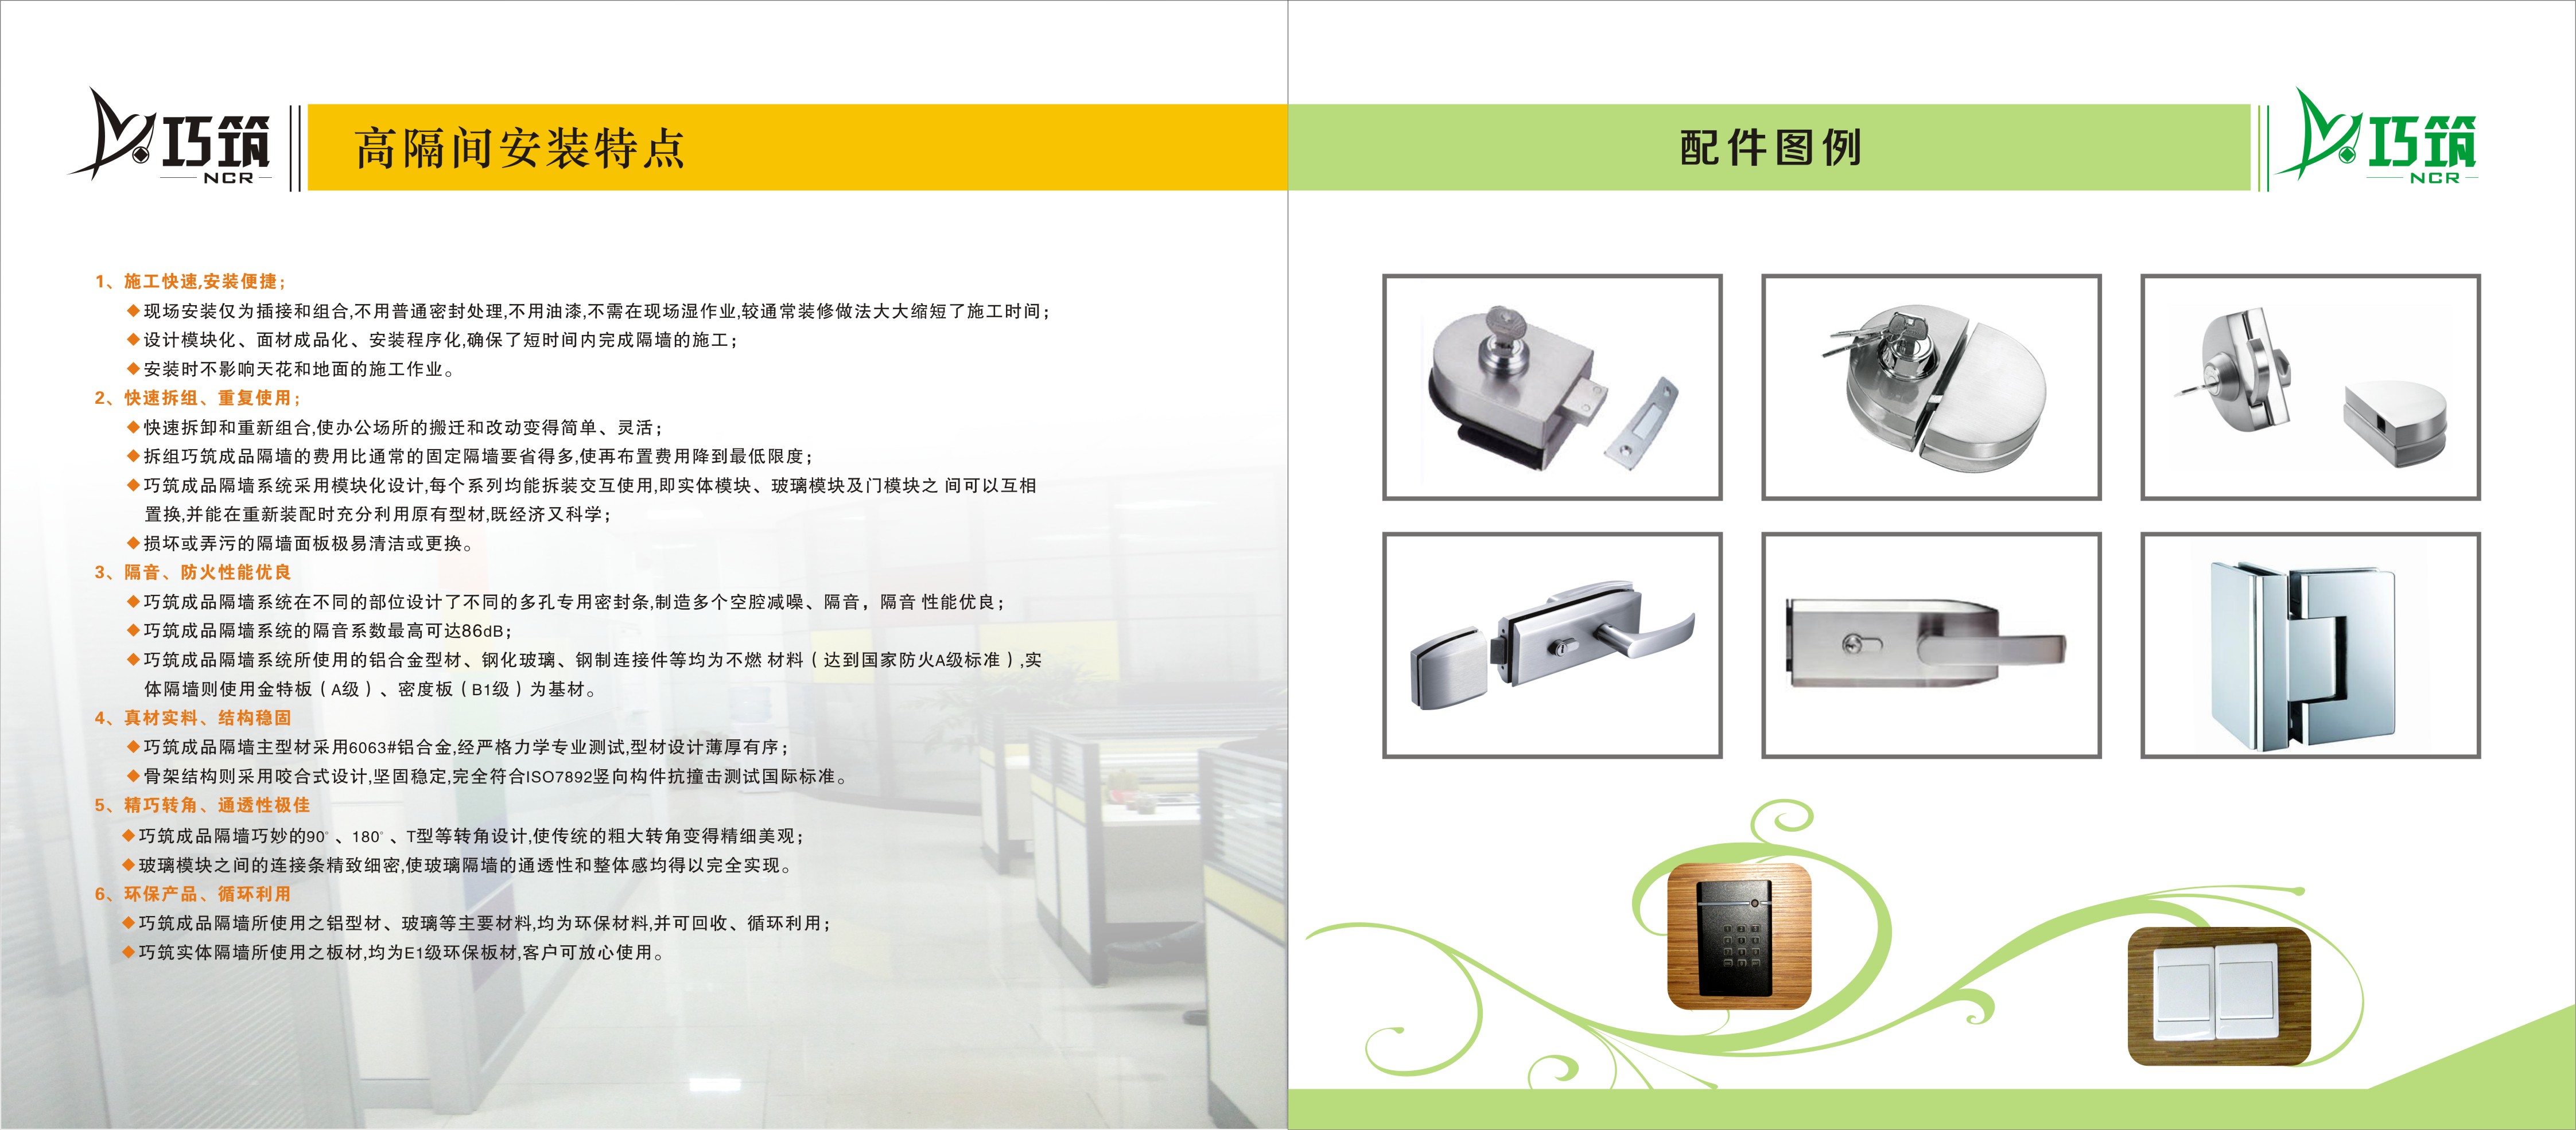 巧筑
NCR
高隔间安装特点
1、施工快速,安装便捷;
◆现场安装仅为插接和组合,不用普通密封处理,不用油漆,不需在现场湿作业,较通常装修做法大大缩短了施工时间;
◆设计模块化、面材成品化、安装程序化,确保了短时间内完成隔墙的施工;
◆安装时不影响天花和地面的施工作业。
2、快速拆组、重复使用;
◆快速拆卸和重新组合,使办公场所的搬迁和改动变得简单、灵活;
◆拆组巧筑成品隔墙的费用比通常的固定隔墙要省得多,使再布置费用降到最低限度;
◆巧筑成品隔墙系统采用模块化设计,每个系列均能拆装交互使用,即实体模块、玻璃模块及门模块之 间可以互相
置换,并能在重新装配时充分利用原有型材,既经济又科学;
◆损坏或弄污的隔墙面板极易清洁或更换。
3、隔音、防火性能优良
◆巧筑成品隔墙系统在不同的部位设计了不同的多孔专用密封条,制造多个空腔减噪、隔音，隔音 性能优良;
◆巧筑成品隔墙系统的隔音系数最高可达86dB;
◆巧筑成品隔墙系统所使用的铝合金型材、钢化玻璃、钢制连接件等均为不燃 材料（达到国家防火A级标准）,实
体隔墙则使用金特板（A级）、密度板（B1级）为基材。
4、真材实料、结构稳固
◆巧筑成品隔墙主型材采用6063#铝合金,经严格力学专业测试,型材设计薄厚有序;
◆骨架结构则采用咬合式设计,坚固稳定,完全符合ISO7892竖向构件抗撞击测试国际标准。
5、精巧转角、通透性极佳
◆巧筑成品隔墙巧妙的90°、180°、T型等转角设计,使传统的粗大转角变得精细美观;
◆玻璃模块之间的连接条精致细密,使玻璃隔墙的通透性和整体感均得以完全实现。
6、环保产品、循环利用
◆巧筑成品隔墙所使用之铝型材、玻璃等主要材料,均为环保材料,并可回收、循环利用;
◆巧筑实体隔墙所使用之板材,均为E1级环保板材,客户可放心使用。
配件图例
巧筑
NCR